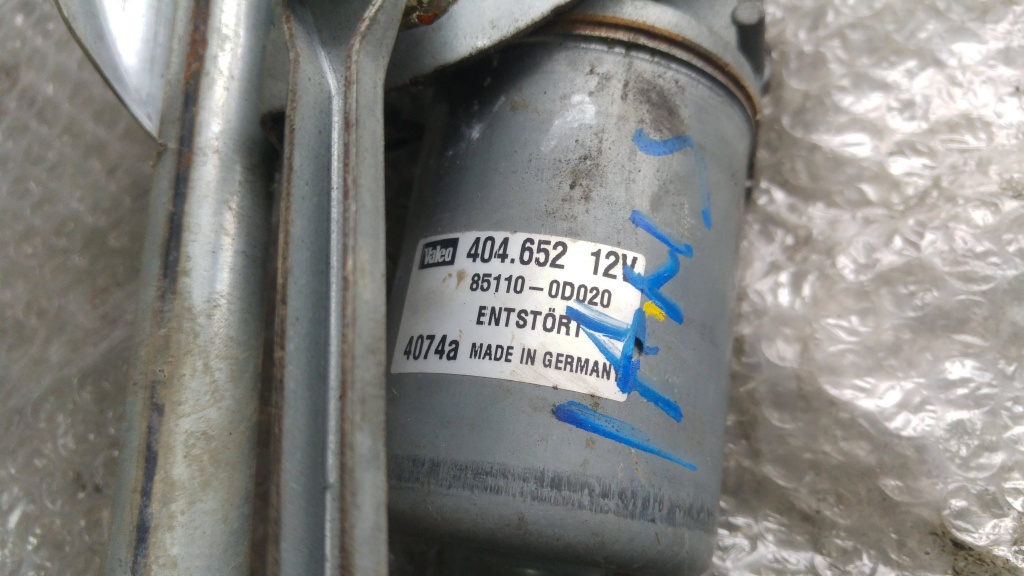 Valeo 404.652 12V
85110-0D020
ENTSTÖRT
4074a MADE IN GERMANY